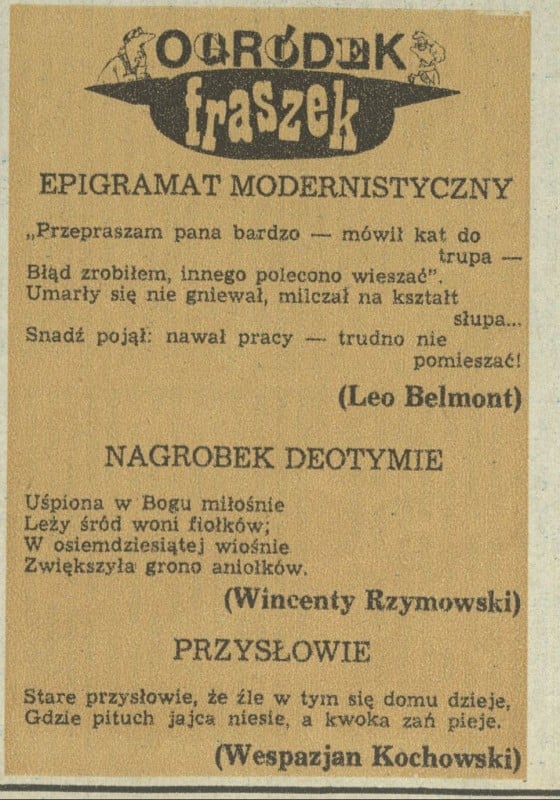 OGRÓDEK
fraszek
EPIGRAMAT MODERNISTYCZNY
„Przepraszam pana bardzo — mówił kat do
trupa —
Błąd zrobiłem, innego polecono wieszać”.
Umarły się nie gniewał, milczał na kształt
słupa...
Snadź pojął: nawał pracy — trudno nie
pomieszać!
(Leo Belmont)
NAGROBEK DEOTYMIE
Uśpiona w Bogu miłośnie
Leży śród woni fiołków;
W osiemdziesiątej wiośnie
Zwiększyła grono aniołków.
(Wincenty Rzymowski)
PRZYSŁOWIE
Stare przysłowie, że źle w tym się domu dzieje,
Gdzie pituch jajca niesie, a kwoka zań pieje.
(Wespazjan Kochowski)